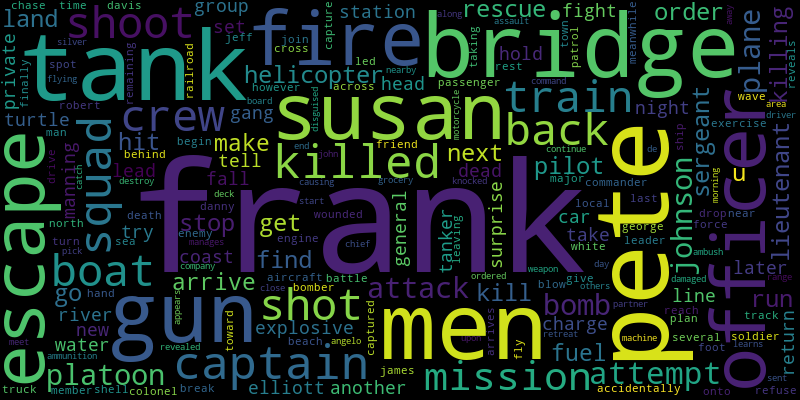 chase time davis
group
set
jeff
station
rescue
fight
order
land
shoot
fire
bridge
plane
killing
private
finally
silver
flying
spot
tank
remaining
railroad
cross
capture
join
led
hold
rest
taking
nearby
assault
along
town
patrol
meanwhile
away
reveals
helicopter
head
across
passenger
command
wave area
driver
however
board
train
night
exercise
robert
crew
gang
disguised
motorcycle
turtle
man
hit
make
susan
back
sergeant
ship
squad
behind
begin
tell
friend
end
john
continue
de
morning
escape
drive
catch
manning
lead
killed
next
pilot
dead
major
commander
last
u
lieutenant
destroy
fall
causing
grocery
knocked
start
local
george
leader
drop near
force
ambush
officer
north
death
deck
danny
stop
manages
frank
wounded
chief
general
surprise
tanker
leaving
car
take
white
pete
johnson
later
turn
sea
try
enemy
get
engine
pick
boat
coast
company
find
aircraft
battle
ordered
weapon
day
give
others
damaged
reach
plan
line
several
run
range
go
hand
arrive
close
bomber
attack
kill
bomb
blow
partner
track
river
new
appears
gun
toward
shot
captured
men
upon
arrives
fly
retreat
charge
machine
foot
soldier
learns
return
meet
water
revealed
explosive
beach
angelo
fuel
ammunition
platoon
captain
james
mission
attempt
sent
truck
member
shell
colonel
break
elliott
another
accidentally
onto
refuse